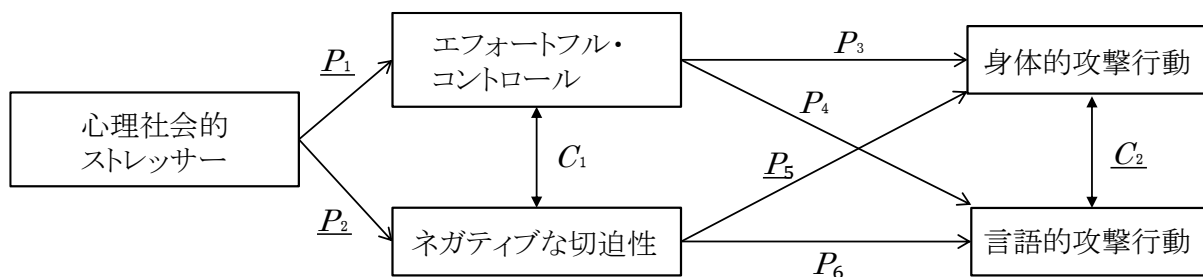 エフォートフル・
コントロール
P₃
身体的攻撃行動
P₁
P₄
心理社会的
ストレッサー
C₁
P₅
C₂
P₂
ネガティブな切迫性
P₆
言語的攻撃行動